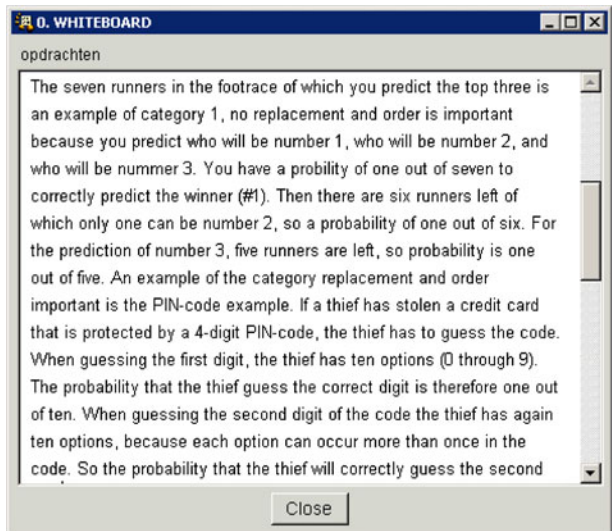 0. WHITEBOARD
opdrachten
The seven runners in the footrace of which you predict the top three is
an example of category 1, no replacement and order is important
because you predict who will be number 1, who will be number 2, and
who will be nummer 3. You have a probility of one out of seven to
correctly predict the winner (#1). Then there are six runners left of
which only one can be number 2, so a probability of one out of six. For
the prediction of number 3, five runners are left, so probability is one
out of five. An example of the category replacement and order
important is the PIN-code example. If a thief has stolen a credit card
that is protected by a 4-digit PIN-code, the thief has to guess the code.
When guessing the first digit, the thief has ten options (0 through 9).
The probability that the thief guess the correct digit is therefore one out
of ten. When guessing the second digit of the code the thief has again
ten options, because each option can occur more than once in the
code. So the probability that the thief will correctly guess the second
Close